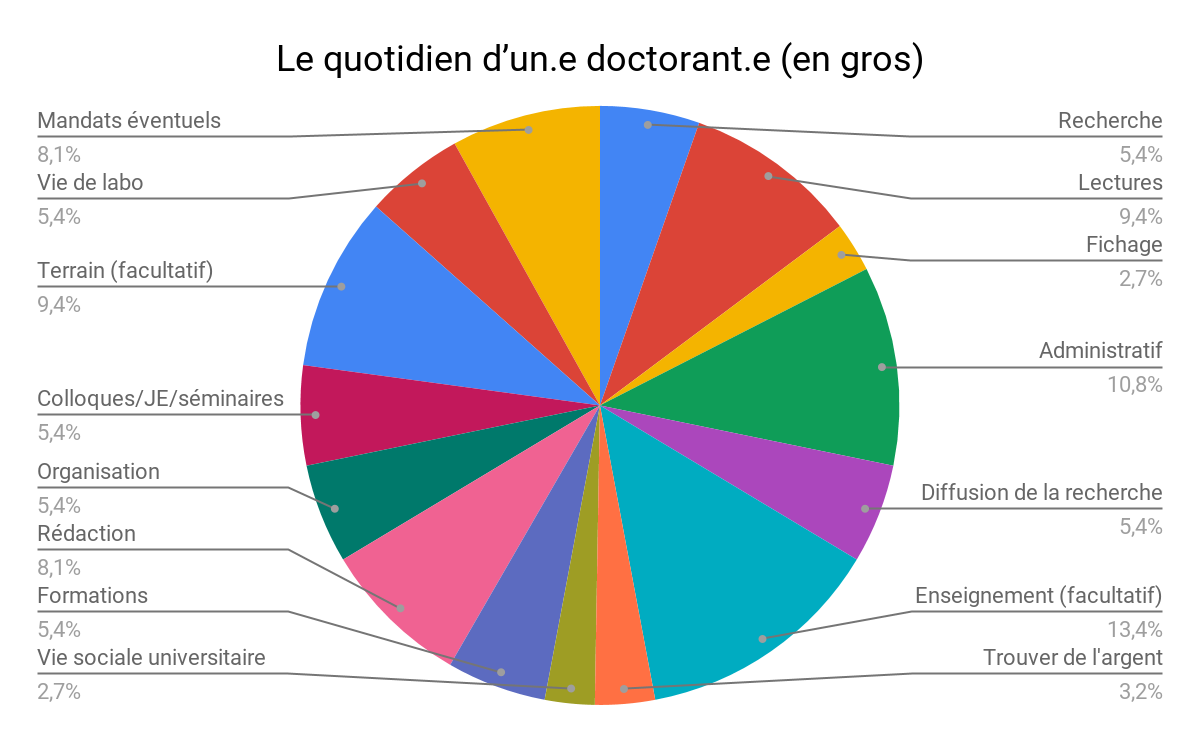 Le quotidien d’un.e doctorant.e (en gros)
Mandats éventuels
8,1%
Vie de labo
5,4%
Terrain (facultatif)
9,4%
Colloques/JE/séminaires
5,4%
Organisation
5,4%
Rédaction
8,1%
Formations
5,4%
Vie sociale universitaire
2,7%
Recherche
5,4%
Lectures
9,4%
Fichage
2,7%
Administratif
10,8%
Diffusion de la recherche
5,4%
Enseignement (facultatif)
13,4%
Trouver de l'argent
3,2%